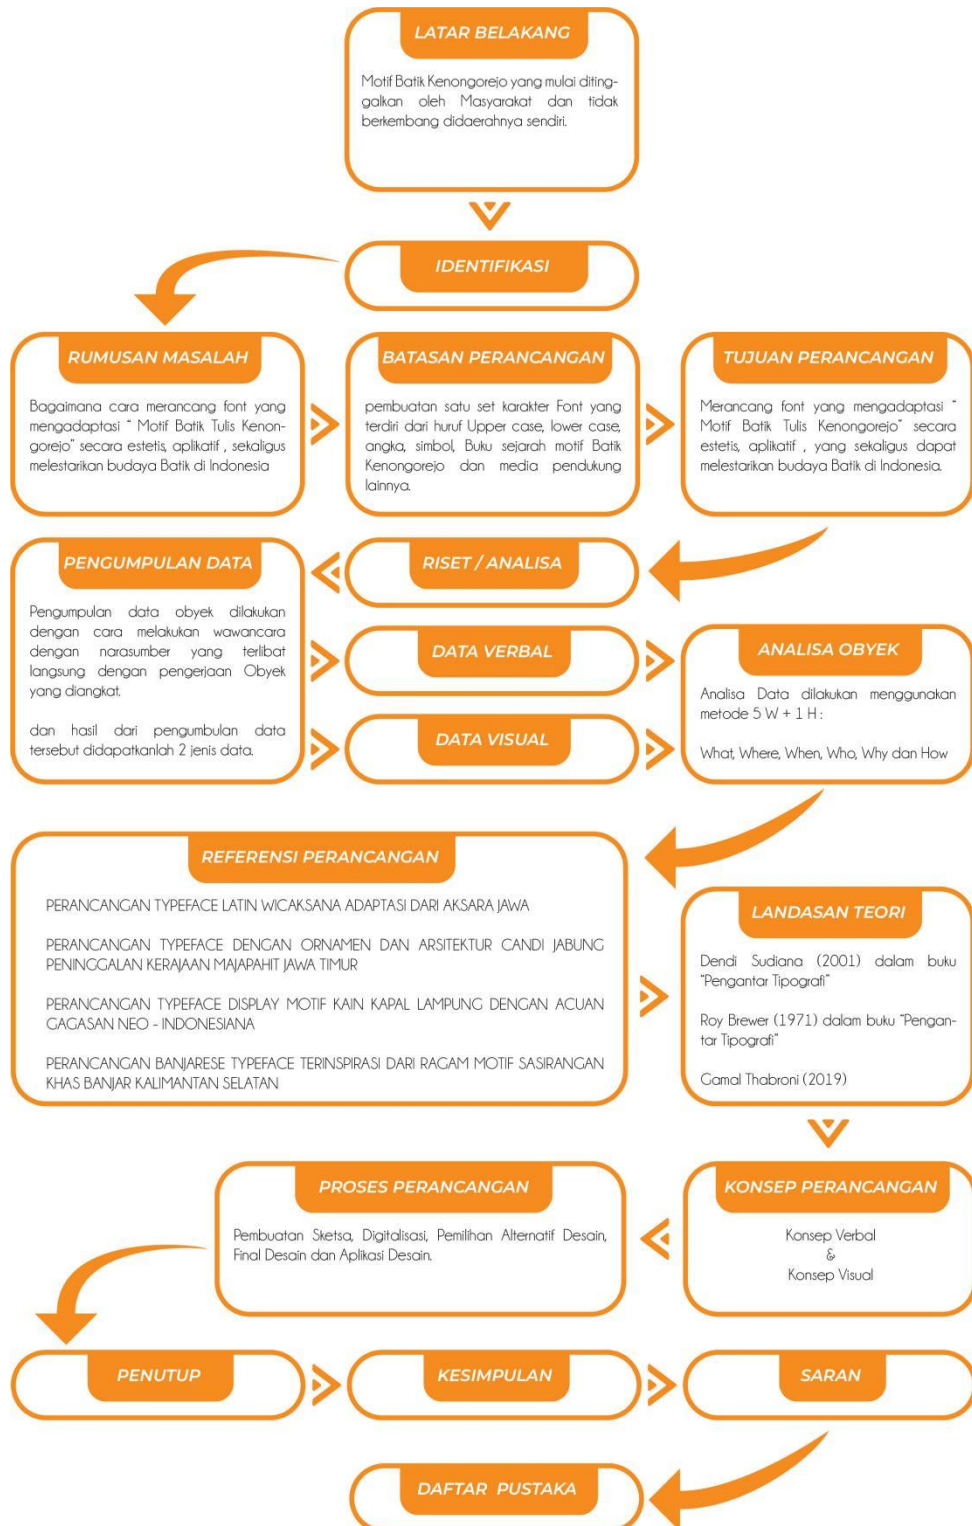 LATAR BELAKANG
Motif Batik Kenongorejo yang mulai diting-
galkan oleh Masyarakat dan tidak
berkembang didaerahnya sendiri.
IDENTIFIKASI
RUMUSAN MASALAH
Bagaimana cara merancang font yang
mengadaptasi “ Motif Batik Tulis Kenon-
gorejo” secara estetis, aplikatif , sekaligus
melestarikan budaya Batik di Indonesia
BATASAN PERANCANGAN
pembuatan satu set karakter Font yang
terdiri dari huruf Upper case, lower case,
angka, simbol, Buku sejarah motif Batik
Kenongorejo dan media pendukung
lainnya.
TUJUAN PERANCANGAN
Merancang font yang mengadaptasi “
Motif Batik Tulis Kenongorejo” secara
estetis, aplikatif , yang sekaligus dapat
melestarikan budaya Batik di Indonesia.
RISET / ANALISA
PENGUMPULAN DATA
Pengumpulan data obyek dilakukan
dengan cara melakukan wawancara
dengan narasumber yang terlibat
langsung dengan pengerjaan Obyek
yang diangkat.
dan hasil dari pengumbulan data
tersebut didapatkanlah 2 jenis data.
DATA VERBAL
DATA VISUAL
ANALISA OBYEK
Analisa Data dilakukan menggunakan
metode 5 W + 1 H :
What, Where, When, Who, Why dan How
REFERENSI PERANCANGAN
PERANCANGAN TYPEFACE LATIN WICAKSANA ADAPTASI DARI AKSARA JAWA
PERANCANGAN TYPEFACE DENGAN ORNAMEN DAN ARSITEKTUR CANDI JABUNG
PENINGGALAN KERAJAAN MAJAPAHIT JAWA TIMUR
PERANCANGAN TYPEFACE DISPLAY MOTIF KAIN KAPAL LAMPUNG DENGAN ACUAN
GAGASAN NEO - INDONESIANA
PERANCANGAN BANJARESE TYPEFACE TERINSPIRASI DARI RAGAM MOTIF SASIRANGAN
KHAS BANJAR KALIMANTAN SELATAN
LANDASAN TEORI
Dendi Sudiana (2001) dalam buku
“Pengantar Tipografi”
Roy Brewer (1971) dalam buku “Pengan-
tar Tipografi”
Gamal Thabroni (2019)
KONSEP PERANCANGAN
Konsep Verbal
&
Konsep Visual
PROSES PERANCANGAN
Pembuatan Sketsa, Digitalisasi, Pemilihan Alternatif Desain,
Final Desain dan Aplikasi Desain.
PENUTUP
KESIMPULAN
SARAN
DAFTAR PUSTAKA